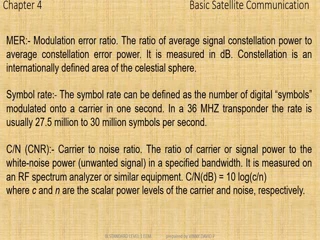 Chapter 4 Basic Satellite Communication
MER:- Modulation error ratio. The ratio of average signal constellation power to
average constellation error power. It is measured in dB. Constellation is an
internationally defined area of the celestial sphere.
Symbol rate:- The symbol rate can be defined as the number of digital “symbols”
modulated onto a carrier in one second. In a 36 MHZ transponder the rate is
usually 27.5 million to 30 million symbols per second.
C/N (CNR):- Carrier to noise ratio. The ratio of carrier or signal power to the
white-noise power (unwanted signal) in a specified bandwidth. It is measured on
an RF spectrum analyzer or similar equipment. C/N(dB) = 10 log(c/n)
where c and n are the scalar power levels of the carrier and noise, respectively.
prepared by